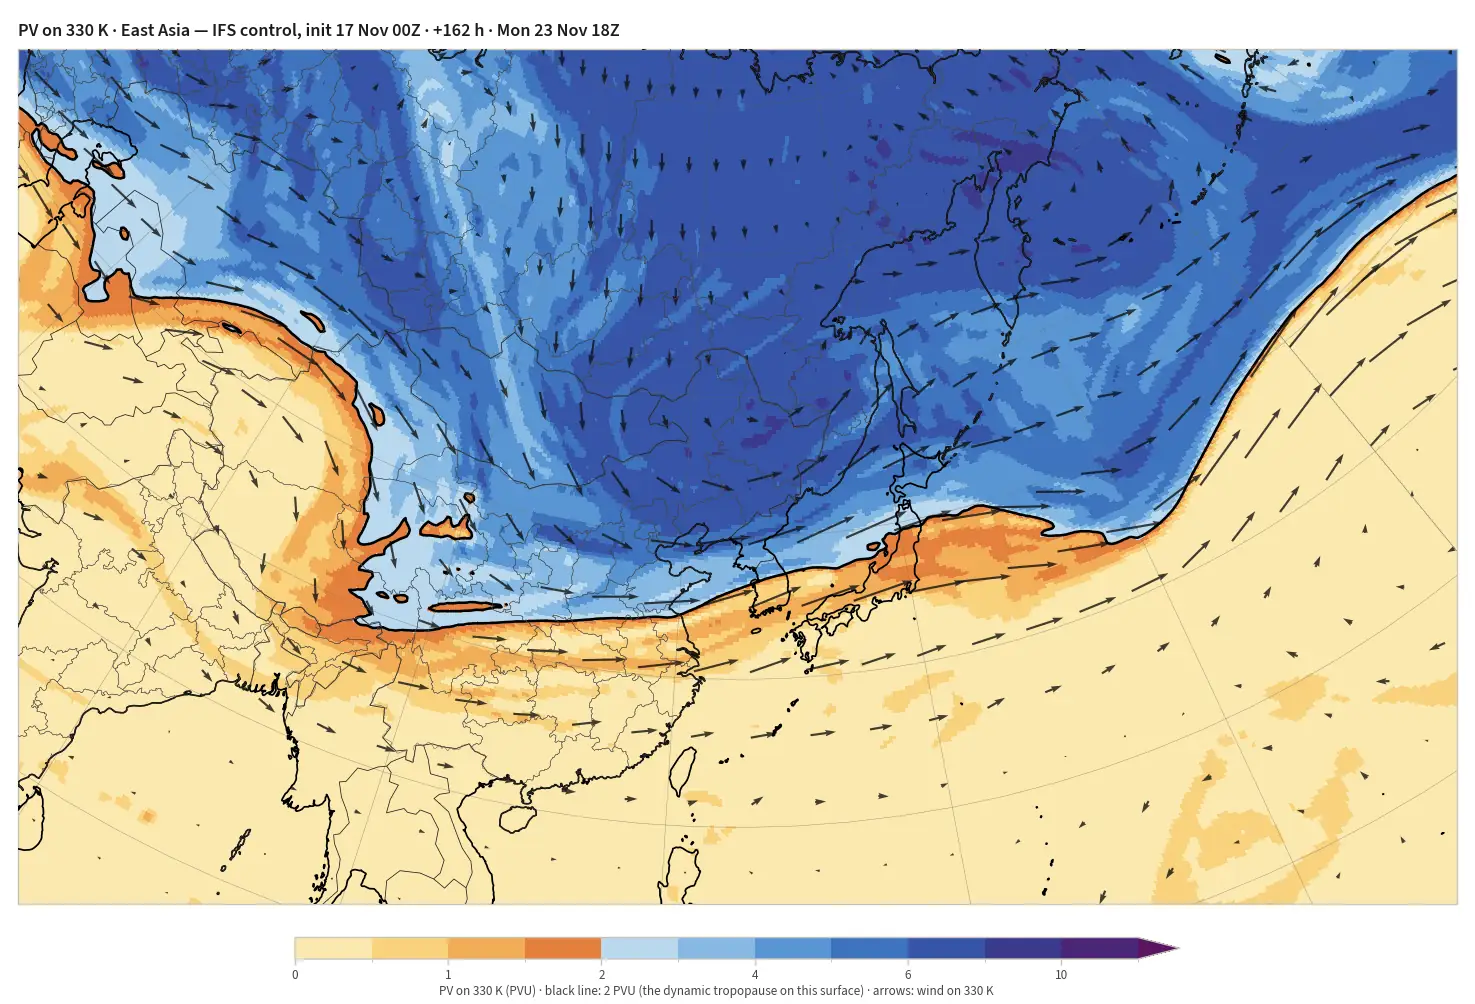 PV on 330 K · East Asia — IFS control, init 17 Nov 00Z · +162 h · Mon 23 Nov 18Z
0 1 2 4 6 10
PV on 330 K (PVU) · black line: 2 PVU (the dynamic tropopause on this surface) · arrows: wind on 330 K